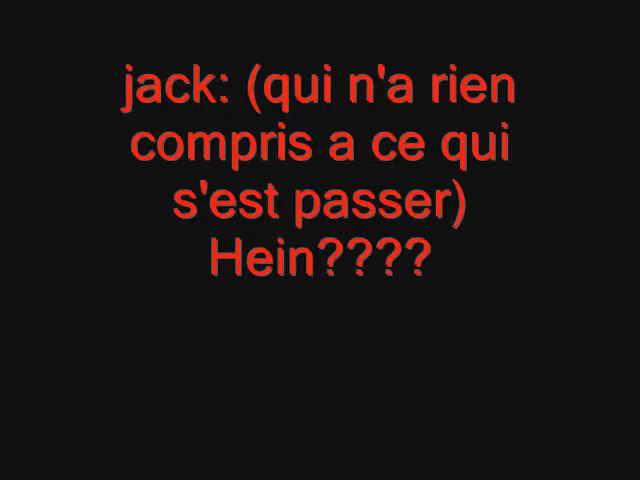 jack: (qui n'a rien
compris a ce qui
s'est passer)
Hein????